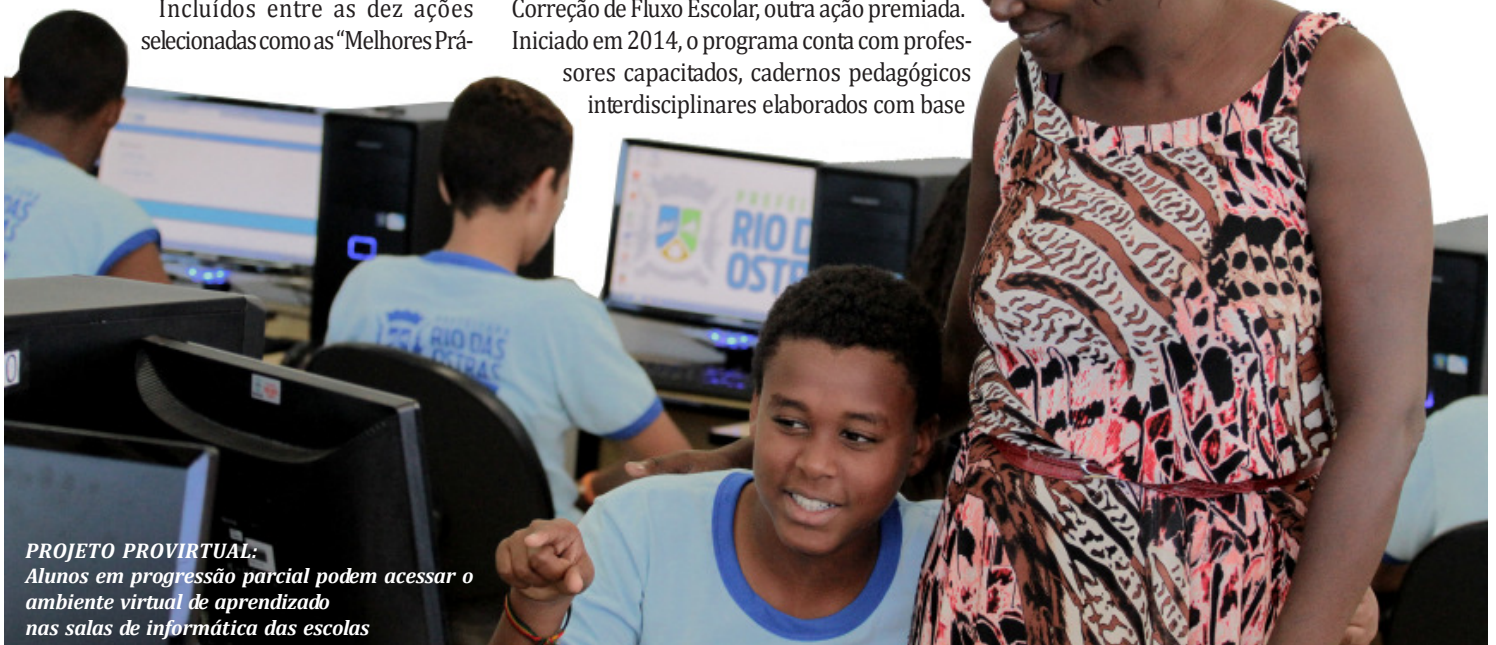 Incluídos entre as dez ações
selecionadas como as “Melhores Prá-
Correção de Fluxo Escolar, outra ação premiada.
Iniciado em 2014, o programa conta com profes-
sores capacitados, cadernos pedagógicos
interdisciplinares elaborados com base
RIO D
OST
RIO DAS
OSTRAS
PROJETO PROVIRTUAL:
Alunos em progressão parcial podem acessar o
ambiente virtual de aprendizado
nas salas de informática das escolas